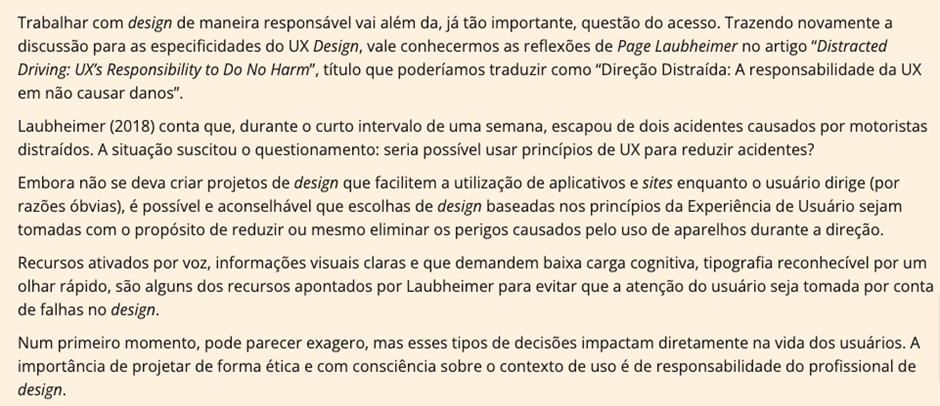 Trabalhar com design de maneira responsável vai além da, já tão importante, questão do acesso. Trazendo novamente a
discussão para as especificidades do UX Design, vale conhecermos as reflexões de Page Laubheimer no artigo “Distracted
Driving: UX’s Responsibility to Do No Harm”, título que poderíamos traduzir como “Direção Distraída: A responsabilidade da UX
em não causar danos”.
Laubheimer (2018) conta que, durante o curto intervalo de uma semana, escapou de dois acidentes causados por motoristas
distraídos. A situação suscitou o questionamento: seria possível usar princípios de UX para reduzir acidentes?
Embora não se deva criar projetos de design que facilitem a utilização de aplicativos e sites enquanto o usuário dirige (por
razões óbvias), é possível e aconselhável que escolhas de design baseadas nos princípios da Experiência de Usuário sejam
tomadas com o propósito de reduzir ou mesmo eliminar os perigos causados pelo uso de aparelhos durante a direção.
Recursos ativados por voz, informações visuais claras e que demandem baixa carga cognitiva, tipografia reconhecível por um
olhar rápido, são alguns dos recursos apontados por Laubheimer para evitar que a atenção do usuário seja tomada por conta
de falhas no design.
Num primeiro momento, pode parecer exagero, mas esses tipos de decisões impactam diretamente na vida dos usuários. A
importância de projetar de forma ética e com consciência sobre o contexto de uso é de responsabilidade do profissional de
design.